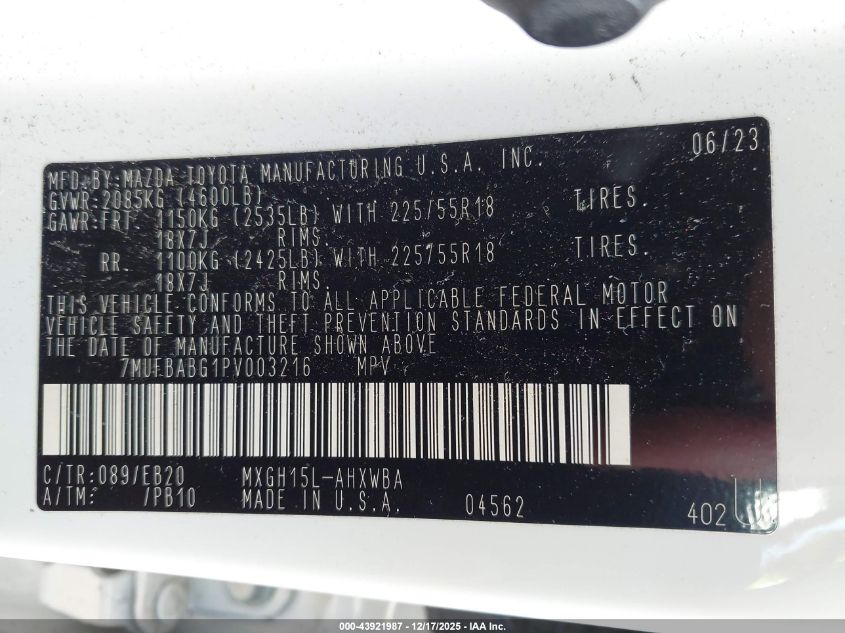 06/23
MFD.BY:MAZDA TOYOTA MANUFACTURING U.S.A. INC.
GVWR:2085KG (4600LB)
GAWR:FRT. 1150KG (2535LB) WITH 225/55R18 TIRES.
18X7J RIMS.
RR. 1100KG (2425LB) WITH 225/55R18 TIRES.
18X7J RIMS.
THIS VEHICLE CONFORMS TO ALL APPLICABLE FEDERAL MOTOR
VEHICLE SAFETY AND THEFT PREVENTION STANDARDS IN EFFECT ON
THE DATE OF MANUFACTURE SHOWN ABOVE
7MUFBABG1PV003216 MPV
C/TR:089/EB20 MXGH15L-AHXWBA
A/TM: /PB10 MADE IN U.S.A. 04562
402 U
000-43921987 - 12/17/2025 - IAA Inc.